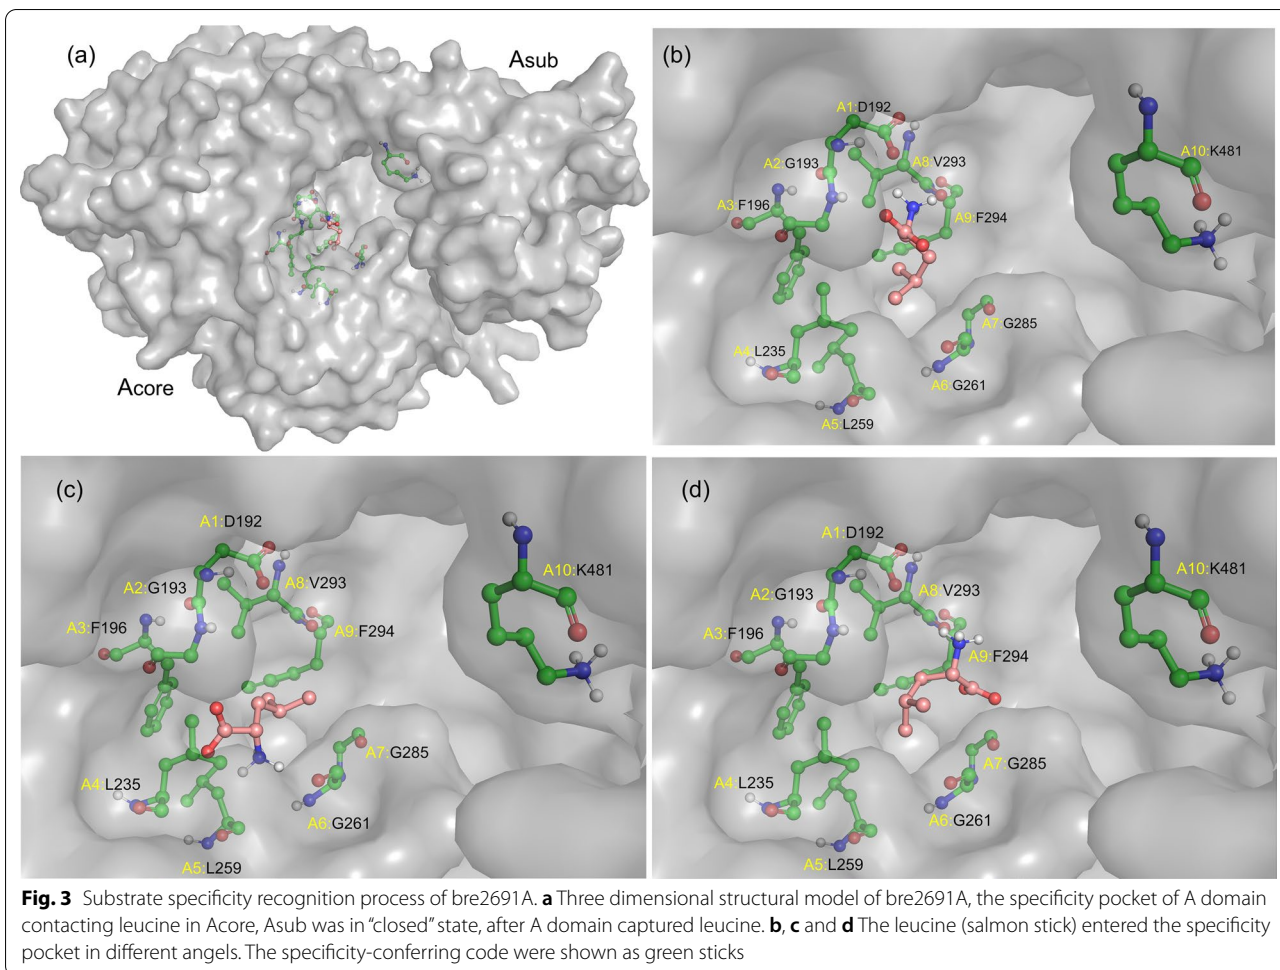 (a)
Asub
Acore
(b)
A1:D192
A2:G193
A8:V293
A10:K481
A3:F196
A9:F294
A7:G285
A4:L235
A6:G261
A5:L259
(c)
A1:D192
A2:G193
A8:V293
A10:K481
A3:F196
A9:F294
A7:G285
A4:L235
A6:G261
A5:L259
(d)
A1:D192
A2:G193
A8:V293
A10:K481
A3:F196
A9:F294
A7:G285
A4:L235
A6:G261
A5:L259
Fig. 3 Substrate specificity recognition process of bre2691A. a Three dimensional structural model of bre2691A, the specificity pocket of A domain
contacting leucine in Acore, Asub was in “closed” state, after A domain captured leucine. b, c and d The leucine (salmon stick) entered the specificity
pocket in different angels. The specificity-conferring code were shown as green sticks